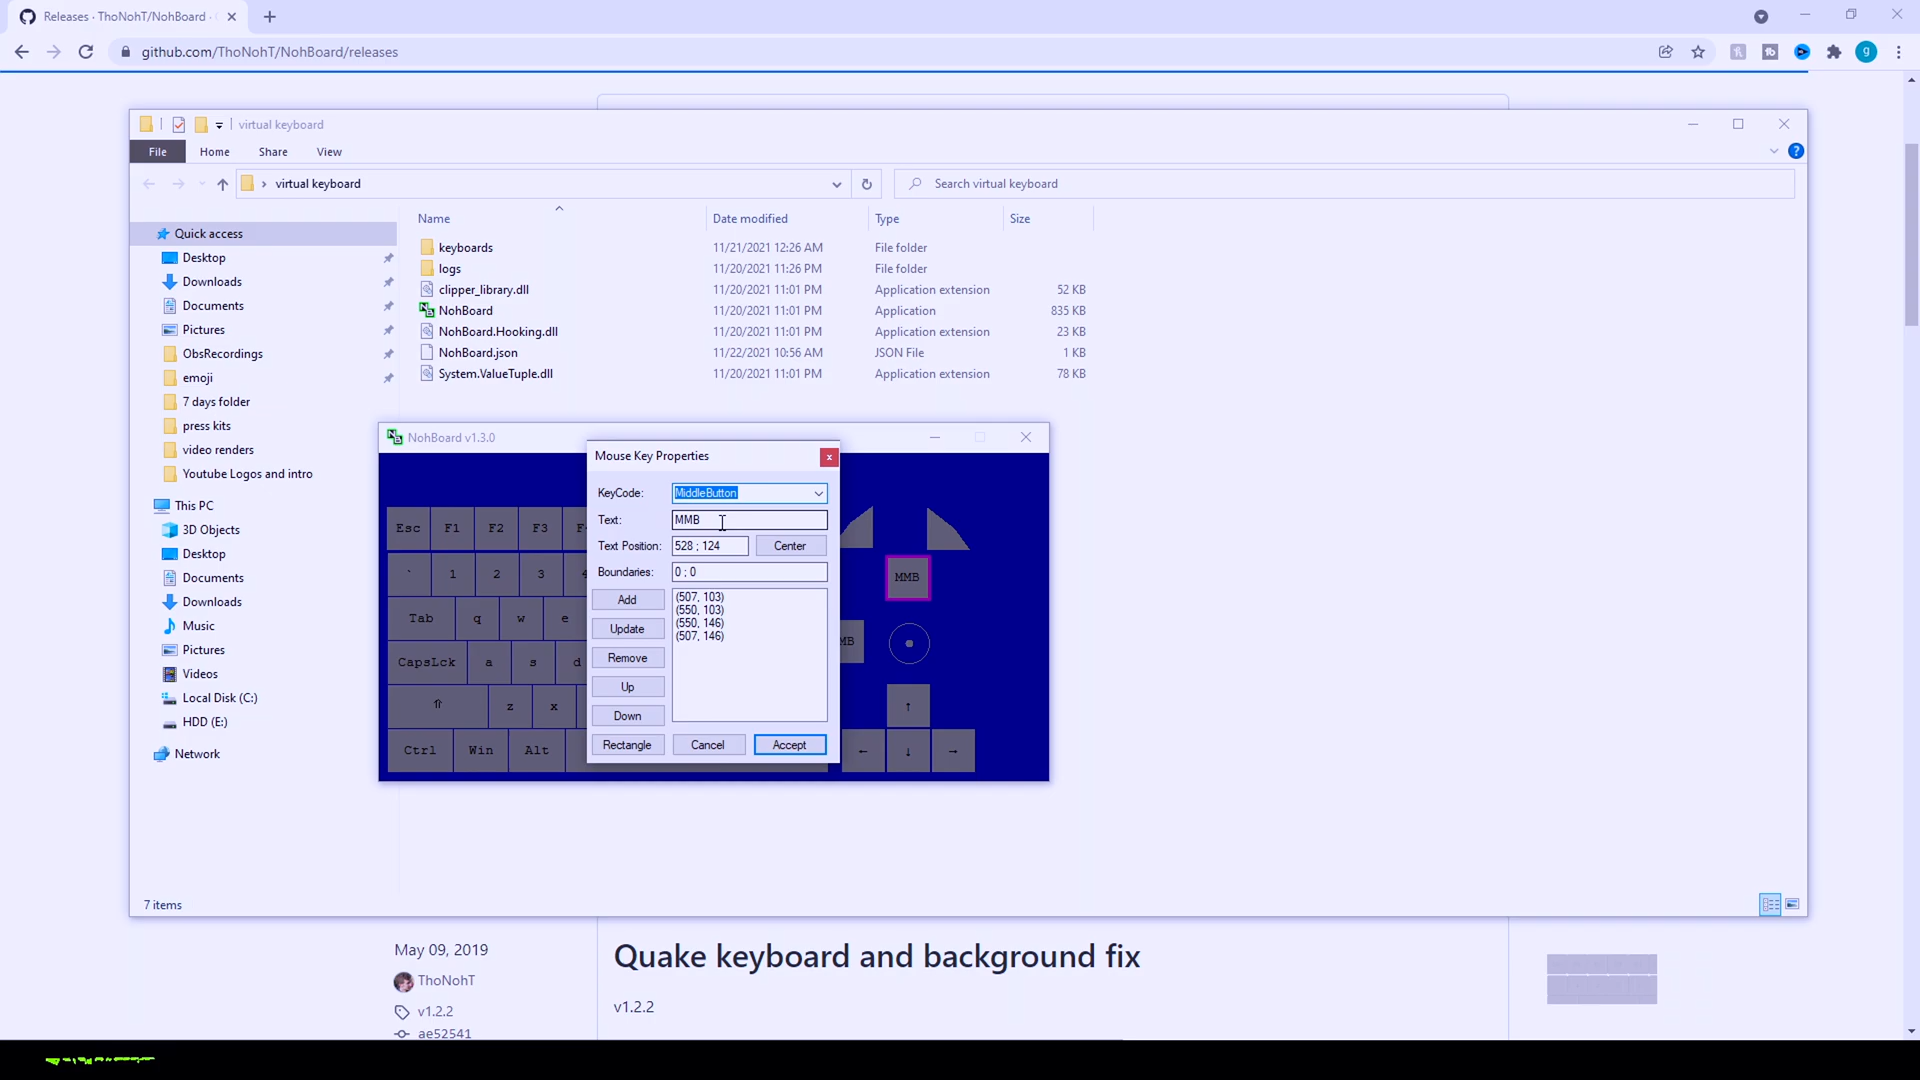 Releases · ThoNohT/NohBoard ·
github.com/ThoNohT/NohBoard/releases
g
virtual keyboard
File Home Share View
virtual keyboard
Search virtual keyboard
Name Date modified Type Size
Quick access
Desktop
Downloads
Documents
Pictures
ObsRecordings
emoji
7 days folder
press kits
video renders
Youtube Logos and intro
This PC
3D Objects
Desktop
Documents
Downloads
Music
Pictures
Videos
Local Disk (C:)
HDD (E:)
Network
keyboards 11/21/2021 12:26 AM File folder
logs 11/20/2021 11:26 PM File folder
clipper_library.dll 11/20/2021 11:01 PM Application extension 52 KB
NohBoard 11/20/2021 11:01 PM Application 835 KB
NohBoard.Hooking.dll 11/20/2021 11:01 PM Application extension 23 KB
NohBoard.json 11/22/2021 10:56 AM JSON File 1 KB
System.ValueTuple.dll 11/20/2021 11:01 PM Application extension 78 KB
NohBoard v1.3.0
Esc F1 F2 F3
` 1 2 3
Tab q w e
CapsLck a s d
⇑ z x
Ctrl Win Alt
Mouse Key Properties
KeyCode: MiddleButton
Text: MMB
Text Position: 528 ; 124 Center
Boundaries: 0 ; 0
Add
Update
Remove
Up
Down
(507, 103)
(550, 103)
(550, 146)
(507, 146)
Rectangle Cancel Accept
MMB
MB
↑
← ↓ →
7 items
May 09, 2019
ThoNohT
v1.2.2
ae52541
Quake keyboard and background fix
v1.2.2